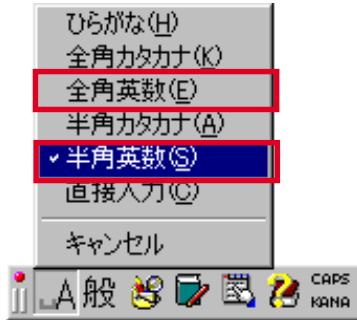 ひらがな(H)
全角カタカナ(K)
全角英数(E)
半角カタカナ(A)
半角英数(S)
直接入力(C)
キャンセル
A 般 CAPS
KANA